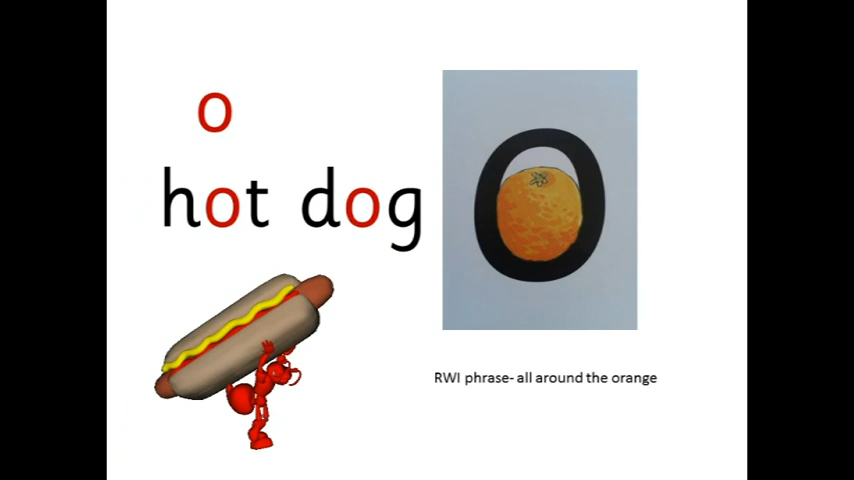 o
hot dog
o
RWI phrase- all around the orange